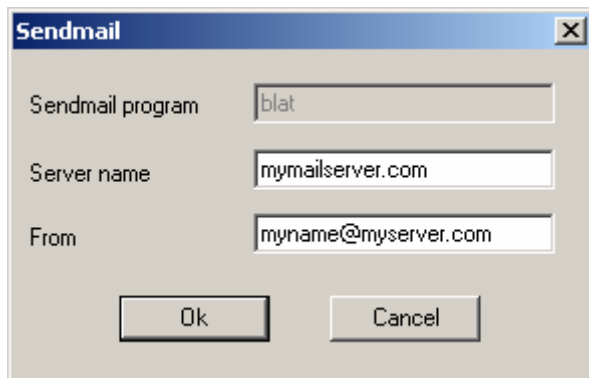 Sendmail
Sendmail program blat
Server name mymailserver.com
From myname@myserver.com
Ok Cancel